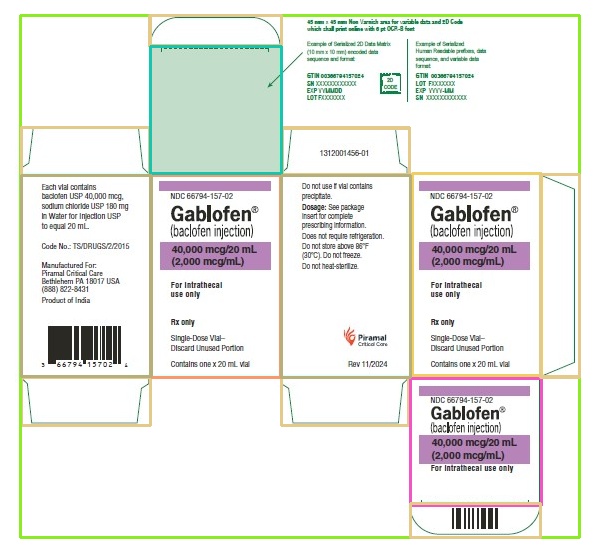 45 mm x 45 mm Non Varnish area for variable data and 2D Code
which shall print online with 6 pt OCR-B font
Example of Serialized 2D Data Matrix
(10 mm x 10 mm) encoded data
sequence and format:
GTIN 00366794157024
SN XXXXXXXXXXXX
EXP YYMMDD
LOT FXXXXXXX
2D
CODE
Example of Serialized
Human Readable prefixes, data
sequence, and variable data
format:
GTIN 00366794157024
LOT FXXXXXXX
EXP YYYY-MM
SN XXXXXXXXXXXX
1312001456-01
Each vial contains
baclofen USP 40,000 mcg,
sodium chloride USP 180 mg
in Water for Injection USP
to equal 20 mL.
Code No.: TS/DRUGS/2/2015
Manufactured For:
Piramal Critical Care
Bethlehem PA 18017 USA
(888) 822-8431
Product of India
3 66794 15702 4
NDC 66794-157-02
Gablofen®
(baclofen injection)
40,000 mcg/20 mL
(2,000 mcg/mL)
For Intrathecal
use only
Rx only
Single-Dose Vial–
Discard Unused Portion
Contains one x 20 mL vial
Do not use if vial contains
precipitate.
Dosage: See package
insert for complete
prescribing information.
Does not require refrigeration.
Do not store above 86°F
(30°C). Do not freeze.
Do not heat-sterilize.
Piramal
Critical Care
Rev 11/2024
NDC 66794-157-02
Gablofen®
(baclofen injection)
40,000 mcg/20 mL
(2,000 mcg/mL)
For Intrathecal
use only
Rx only
Single-Dose Vial–
Discard Unused Portion
Contains one x 20 mL vial
NDC 66794-157-02
Gablofen®
(baclofen injection)
40,000 mcg/20 mL
(2,000 mcg/mL)
For Intrathecal use only